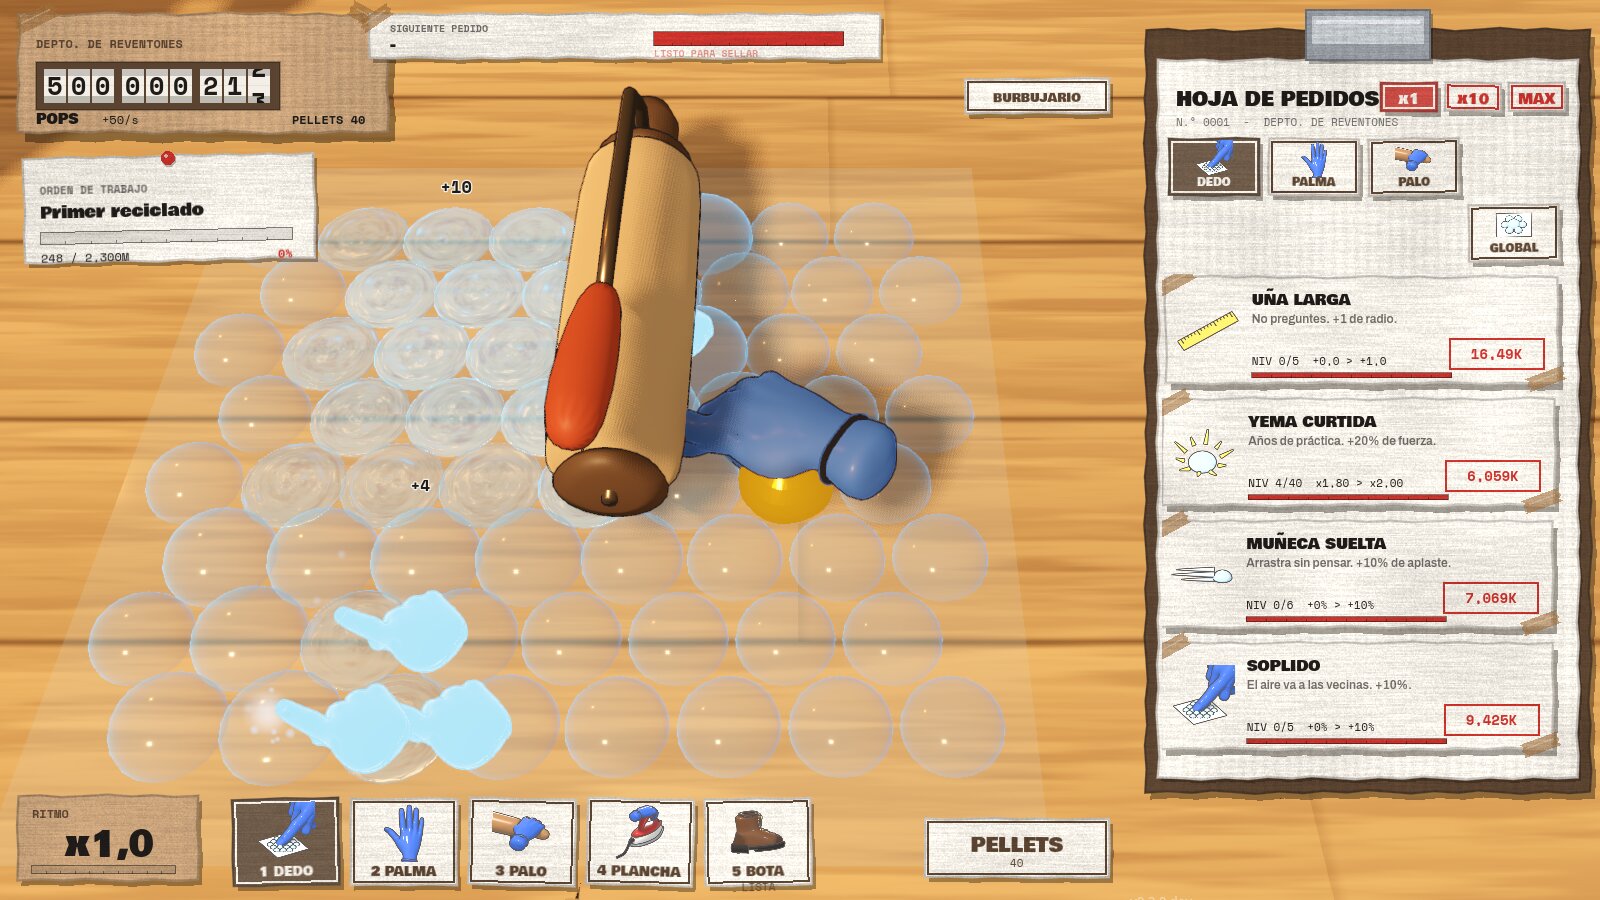 DEPTO. DE REVENTONES
500 000 21
POPS +50/s PELLETS 40
SIGUIENTE PEDIDO
-
LISTO PARA SELLAR
BURBUJARIO
ORDEN DE TRABAJO
Primer reciclado
248 / 2,300M 0%
+10
+4
HOJA DE PEDIDOS x1 x10 MAX
N.° 0001 - DEPTO. DE REVENTONES
DEDO PALMA PALO
GLOBAL
UÑA LARGA
No preguntes. +1 de radio.
NIV 0/5 +0,0 > +1,0
16,49K
YEMA CURTIDA
Años de práctica. +20% de fuerza.
NIV 4/40 x1,80 > x2,00
6,059K
MUÑECA SUELTA
Arrastra sin pensar. +10% de aplaste.
NIV 0/6 +0% > +10%
7,069K
SOPLIDO
El aire va a las vecinas. +10%.
NIV 0/5 +0% > +10%
9,425K
RITMO
x1,0
1 DEDO 2 PALMA 3 PALO 4 PLANCHA 5 BOTA
LISTA
PELLETS
40